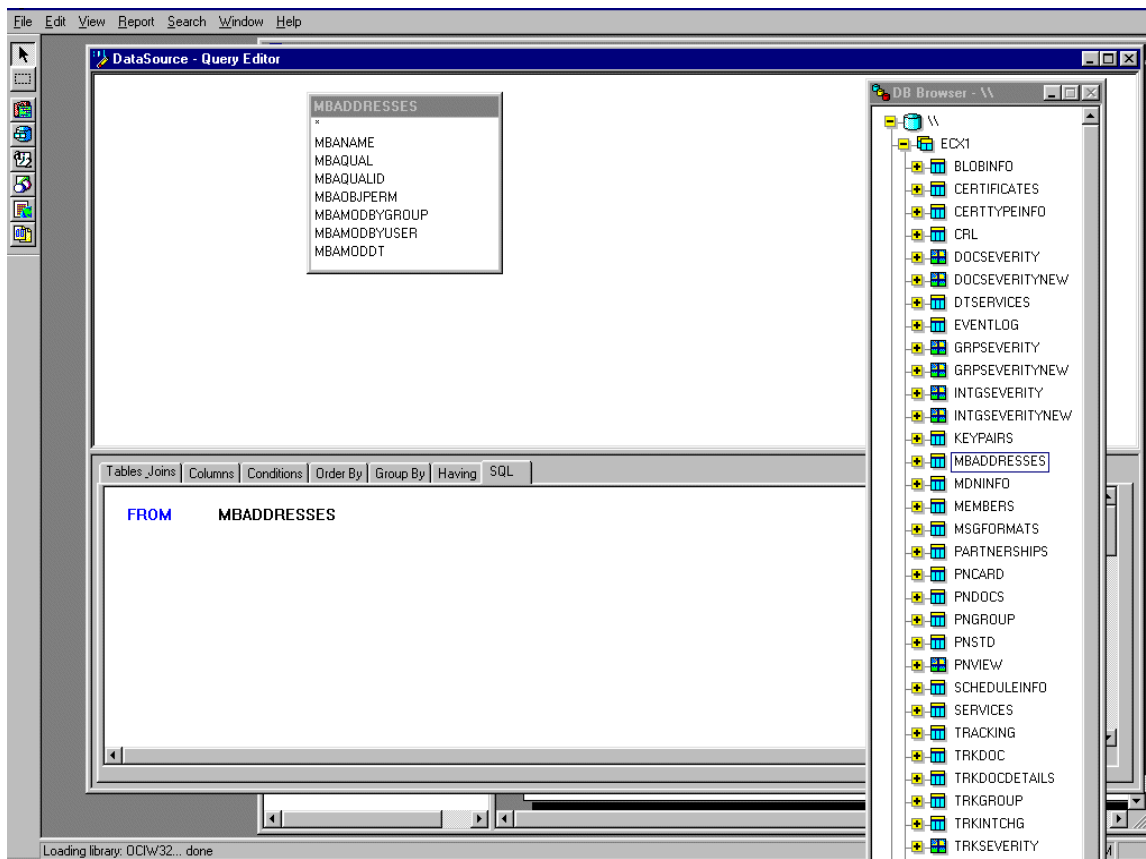 File Edit View Report Search Window Help
DataSource - Query Editor
MBADDRESSES
*
MBANAME
MBAQUAL
MBAQUALID
MBAOBJPERM
MBAMODBYGROUP
MBAMODBYUSER
MBAMODDT
Tables_Joins Columns Conditions Order By Group By Having SQL
FROM MBADDRESSES
DB Browser - \\
\\
ECX1
BLOBINFO
CERTIFICATES
CERTTYPEINFO
CRL
DOCSEVERITY
DOCSEVERITYNEW
DTSERVICES
EVENTLOG
GRPSEVERITY
GRPSEVERITYNEW
INTGSEVERITY
INTGSEVERITYNEW
KEYPAIRS
MBADDRESSES
MDNINFO
MEMBERS
MSGFORMATS
PARTNERSHIPS
PNCARD
PNDOCS
PNGROUP
PNSTD
PNVIEW
SCHEDULEINFO
SERVICES
TRACKING
TRKDOC
TRKDOCDETAILS
TRKGROUP
TRKINTCHG
TRKSEVERITY
Loading library: OCIW32... done